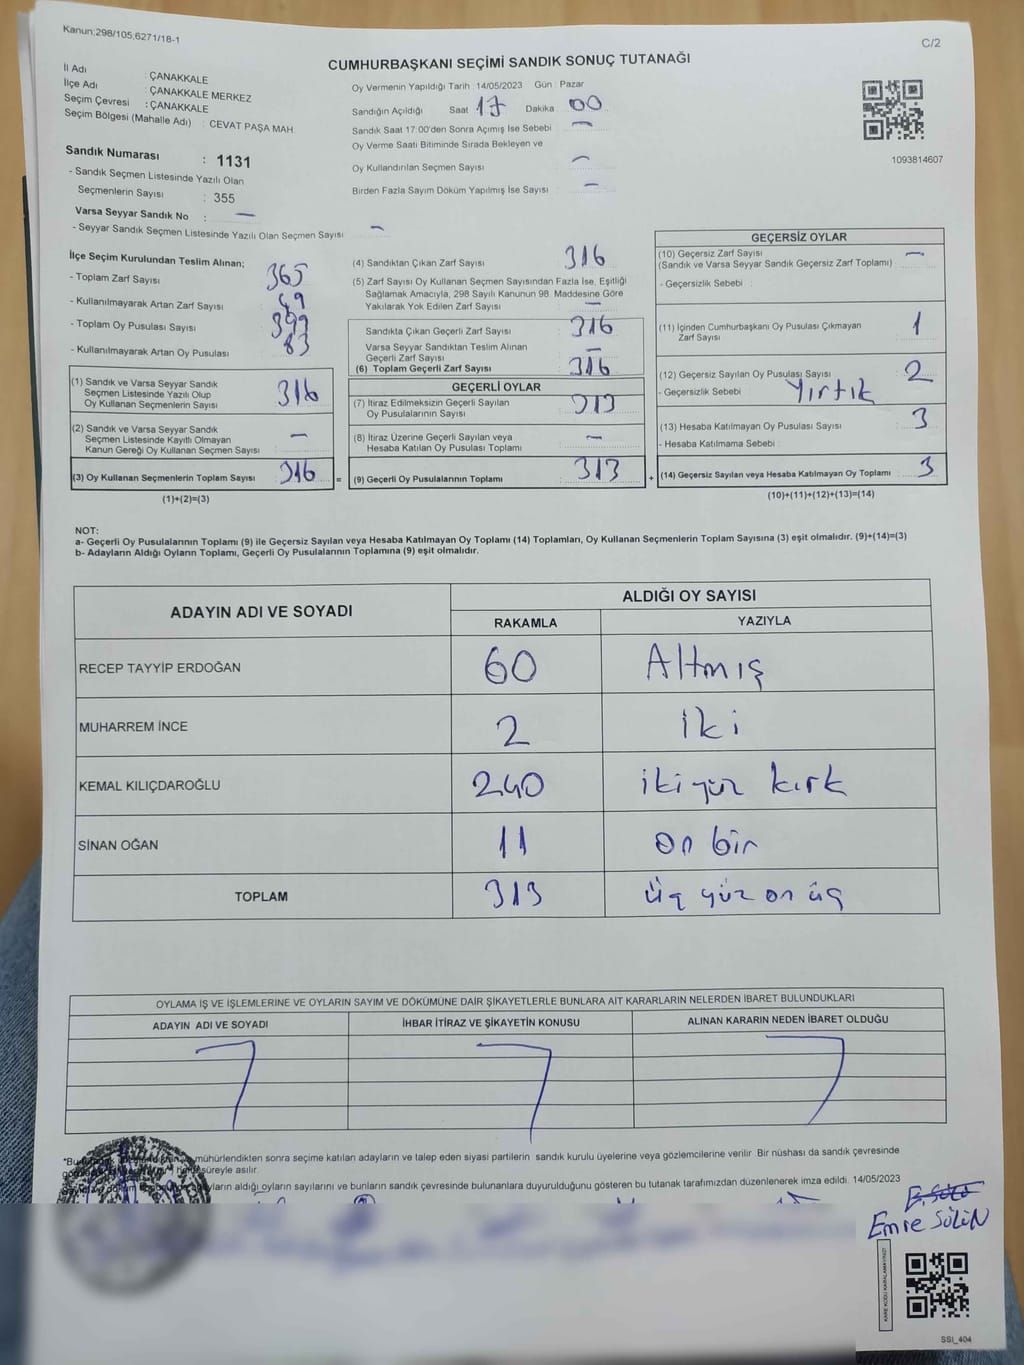 Kanun:298/105,6271/18-1
C/2
CUMHURBAŞKANI SEÇİMİ SANDIK SONUÇ TUTANAĞI
İl Adı : ÇANAKKALE
İlçe Adı : ÇANAKKALE MERKEZ
Seçim Çevresi : ÇANAKKALE
Seçim Bölgesi (Mahalle Adı) : CEVAT PAŞA MAH.
Sandık Numarası : 1131
- Sandık Seçmen Listesinde Yazılı Olan
Seçmenlerin Sayısı : 355
Varsa Seyyar Sandık No : —
- Seyyar Sandık Seçmen Listesinde Yazılı Olan Seçmen Sayısı —
Oy Vermenin Yapıldığı Tarih : 14/05/2023 Gün : Pazar
Sandığın Açıldığı Saat 17 Dakika 00
Sandık Saat 17:00'den Sonra Açımış İse Sebebi —
Oy Verme Saati Bitiminde Sırada Bekleyen ve
Oy Kullandırılan Seçmen Sayısı —
Birden Fazla Sayım Döküm Yapılmış İse Sayısı —
1093814607
İlçe Seçim Kurulundan Teslim Alınan;
- Toplam Zarf Sayısı 365
- Kullanılmayarak Artan Zarf Sayısı 49
- Toplam Oy Pusulası Sayısı 399
- Kullanılmayarak Artan Oy Pusulası 83
(1) Sandık ve Varsa Seyyar Sandık
Seçmen Listesinde Yazılı Olup
Oy Kullanan Seçmenlerin Sayısı 316
(2) Sandık ve Varsa Seyyar Sandık
Seçmen Listesinde Kayıtlı Olmayan
Kanun Gereği Oy Kullanan Seçmen Sayısı —
(3) Oy Kullanan Seçmenlerin Toplam Sayısı 316 =
(1)+(2)=(3)
(4) Sandıktan Çıkan Zarf Sayısı 316
(5) Zarf Sayısı Oy Kullanan Seçmen Sayısından Fazla İse, Eşitliği
Sağlamak Amacıyla, 298 Sayılı Kanunun 98. Maddesine Göre
Yakılarak Yok Edilen Zarf Sayısı —
Sandıkta Çıkan Geçerli Zarf Sayısı 316
Varsa Seyyar Sandıktan Teslim Alınan
Geçerli Zarf Sayısı —
(6) Toplam Geçerli Zarf Sayısı 316
GEÇERLİ OYLAR
(7) İtiraz Edilmeksizin Geçerli Sayılan
Oy Pusulalarının Sayısı 313
(8) İtiraz Üzerine Geçerli Sayılan veya
Hesaba Katılan Oy Pusulaları Toplamı —
(9) Geçerli Oy Pusulalarının Toplamı 313 +
GEÇERSİZ OYLAR
(10) Geçersiz Zarf Sayısı —
(Sandık ve Varsa Seyyar Sandık Geçersiz Zarf Toplamı)
- Geçersizlik Sebebi :
(11) İçinden Cumhurbaşkanı Oy Pusulası Çıkmayan
Zarf Sayısı 1
(12) Geçersiz Sayılan Oy Pusulası Sayısı 2
- Geçersizlik Sebebi Yırtık
(13) Hesaba Katılmayan Oy Pusulası Sayısı 3
- Hesaba Katılmama Sebebi :
(14) Geçersiz Sayılan veya Hesaba Katılmayan Oy Toplamı 3
(10)+(11)+(12)+(13)=(14)
NOT:
a- Geçerli Oy Pusulalarının Toplamı (9) ile Geçersiz Sayılan veya Hesaba Katılmayan Oy Toplamı (14) Toplamları, Oy Kullanan Seçmenlerin Toplam Sayısına (3) eşit olmalıdır. (9)+(14)=(3)
b- Adayların Aldığı Oyların Toplamı, Geçerli Oy Pusulalarının Toplamına (9) eşit olmalıdır.
ADAYIN ADI VE SOYADI ALDIĞI OY SAYISI
RAKAMLA YAZIYLA
RECEP TAYYİP ERDOĞAN 60 Altmış
MUHARREM İNCE 2 iki
KEMAL KILIÇDAROĞLU 240 ikiyüz kırk
SİNAN OĞAN 11 on bir
TOPLAM 313 üç yüz on üç
OYLAMA İŞ VE İŞLEMLERİNE VE OYLARIN SAYIM VE DÖKÜMÜNE DAİR ŞİKAYETLERLE BUNLARA AİT KARARLARIN NELERDEN İBARET BULUNDUKLARI
ADAYIN ADI VE SOYADI İHBAR İTİRAZ VE ŞİKAYETİN KONUSU ALINAN KARARIN NEDEN İBARET OLDUĞU
mühürlendikten sonra seçime katılan adayların ve talep eden siyasi partilerin sandık kurulu üyelerine veya gözlemcilerine verilir. Bir nüshası da sandık çevresinde
süreyle asılır.
aldığı oyların sayılarını ve bunların sandık çevresinde bulunanlara duyurulduğunu gösteren bu tutanak tarafımızdan düzenlenerek imza edildi. 14/05/2023
Emre SÖLÜN
KARE KODU KARALAMAYINIZ!
SSI_404